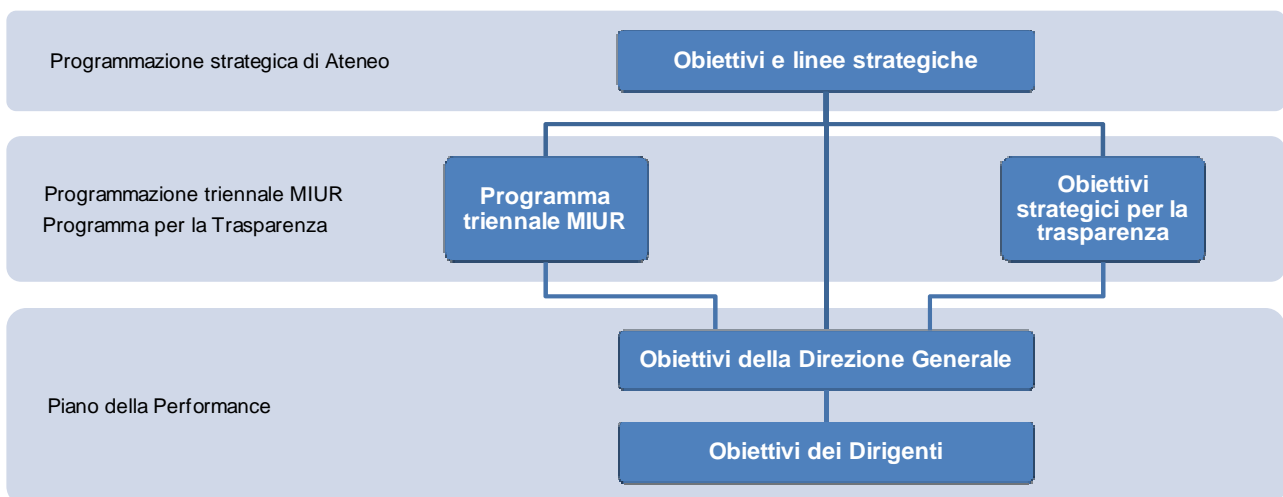 Programmazione strategica di Ateneo
Obiettivi e linee strategiche
Programmazione triennale MIUR
Programma per la Trasparenza
Programma
triennale MIUR
Obiettivi
strategici per la
trasparenza
Piano della Performance
Obiettivi della Direzione Generale
Obiettivi dei Dirigenti